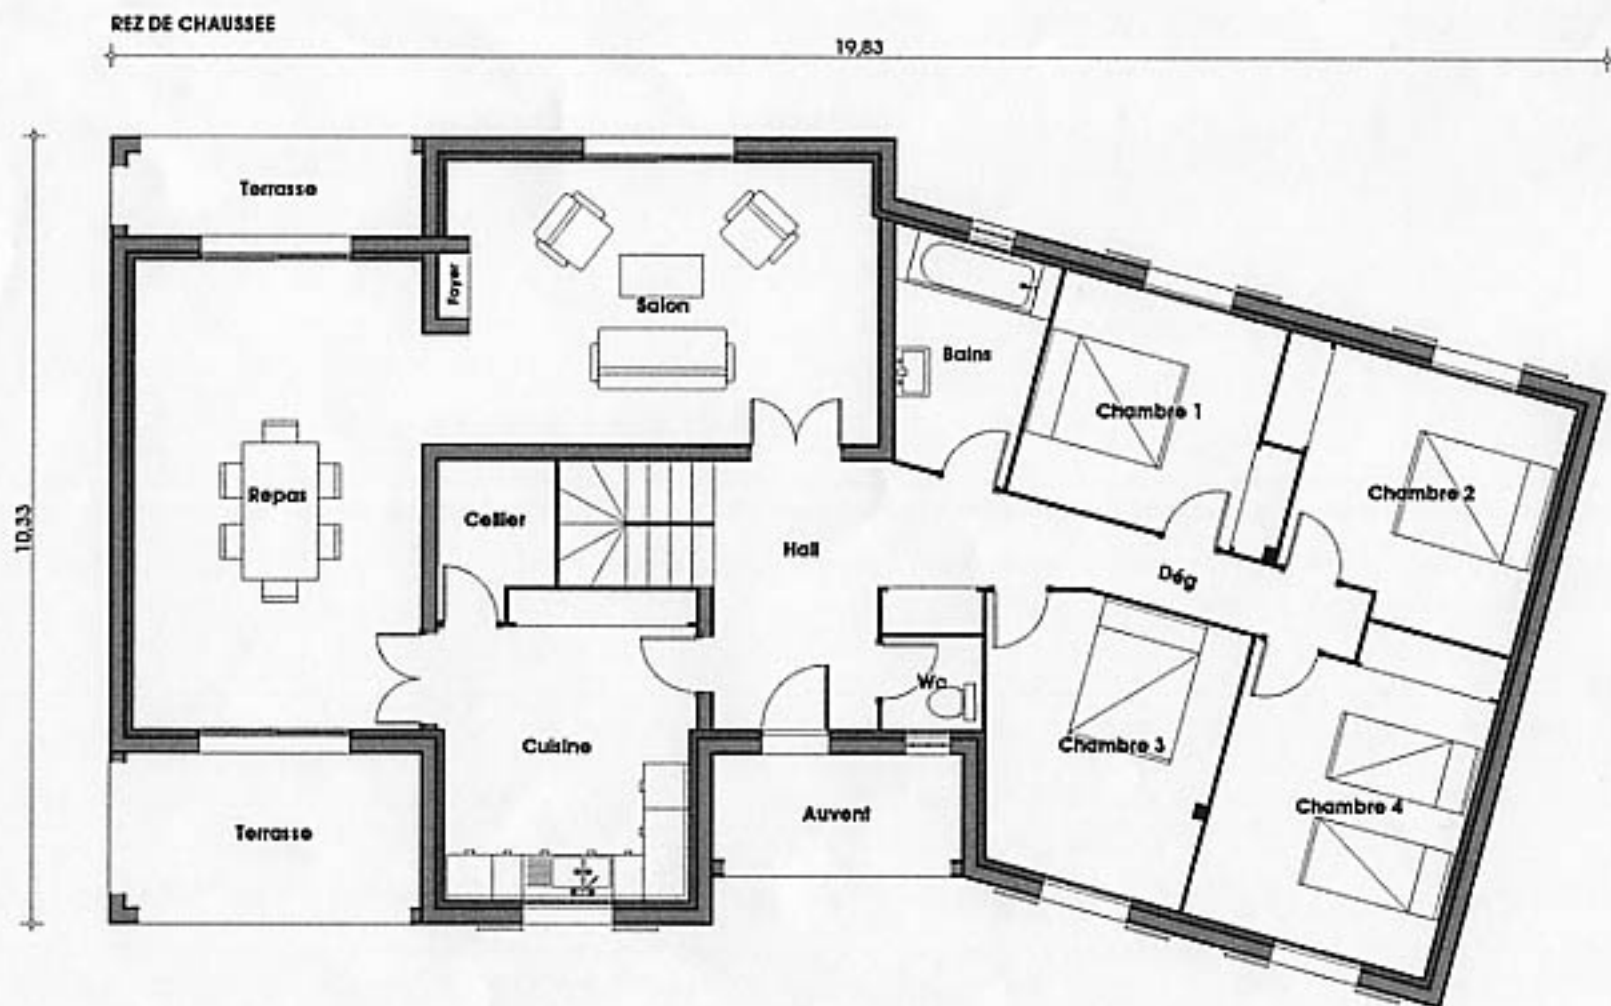 REZ DE CHAUSSEE
19,83
Terrasse
Foyer
Salon
Bains
Chambre 1
Chambre 2
Repas
Cellier
Hall
10,33
Dég
Wc
Cuisine
Chambre 3
Auvent
Chambre 4
Terrasse